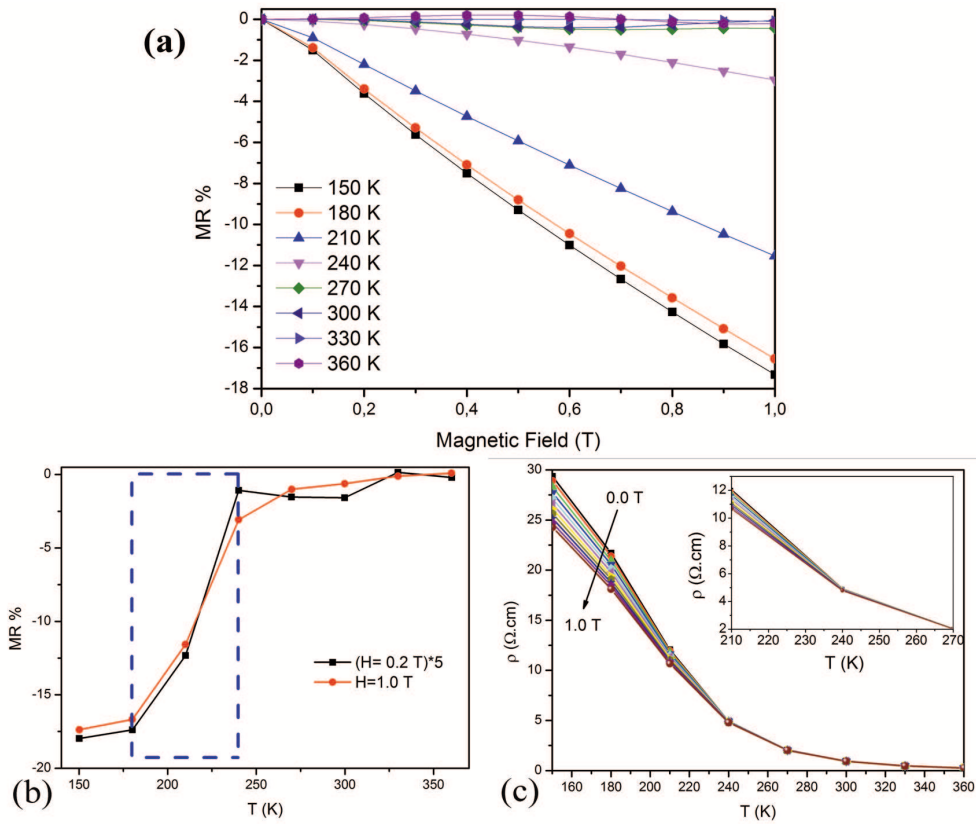 (a)
0
-2
-4
-6
-8
-10
-12
-14
-16
-18
MR %
150 K
180 K
210 K
240 K
270 K
300 K
330 K
360 K
0,0 0,2 0,4 0,6 0,8 1,0
Magnetic Field (T)
0
-5
-10
-15
-20
MR %
(H= 0.2 T)*5
H=1.0 T
150 200 250 300 350
T (K)
(b)
30
25
20
15
10
5
0
ρ (Ω.cm)
0.0 T
1.0 T
12
10
8
6
4
2
ρ (Ω.cm)
210 220 230 240 250 260 270
T (K)
160 180 200 220 240 260 280 300 320 340 360
T (K)
(c)